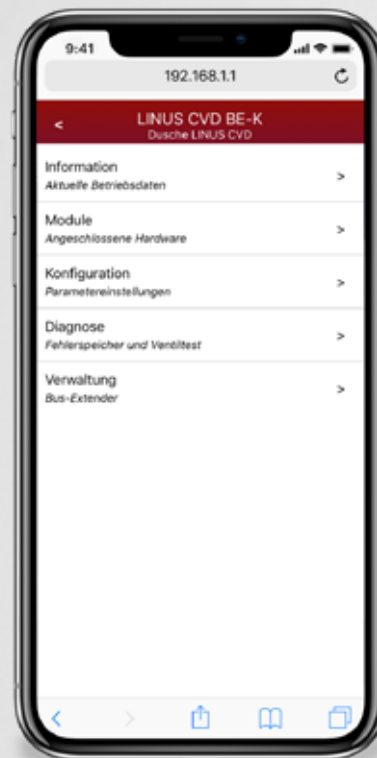 9:41
192.168.1.1
< LINUS CVD BE-K
Dusche LINUS CVD
Information >
Aktuelle Betriebsdaten
Module >
Angeschlossene Hardware
Konfiguration >
Parametereinstellungen
Diagnose >
Fehlerspeicher und Ventiltest
Verwaltung >
Bus-Extender